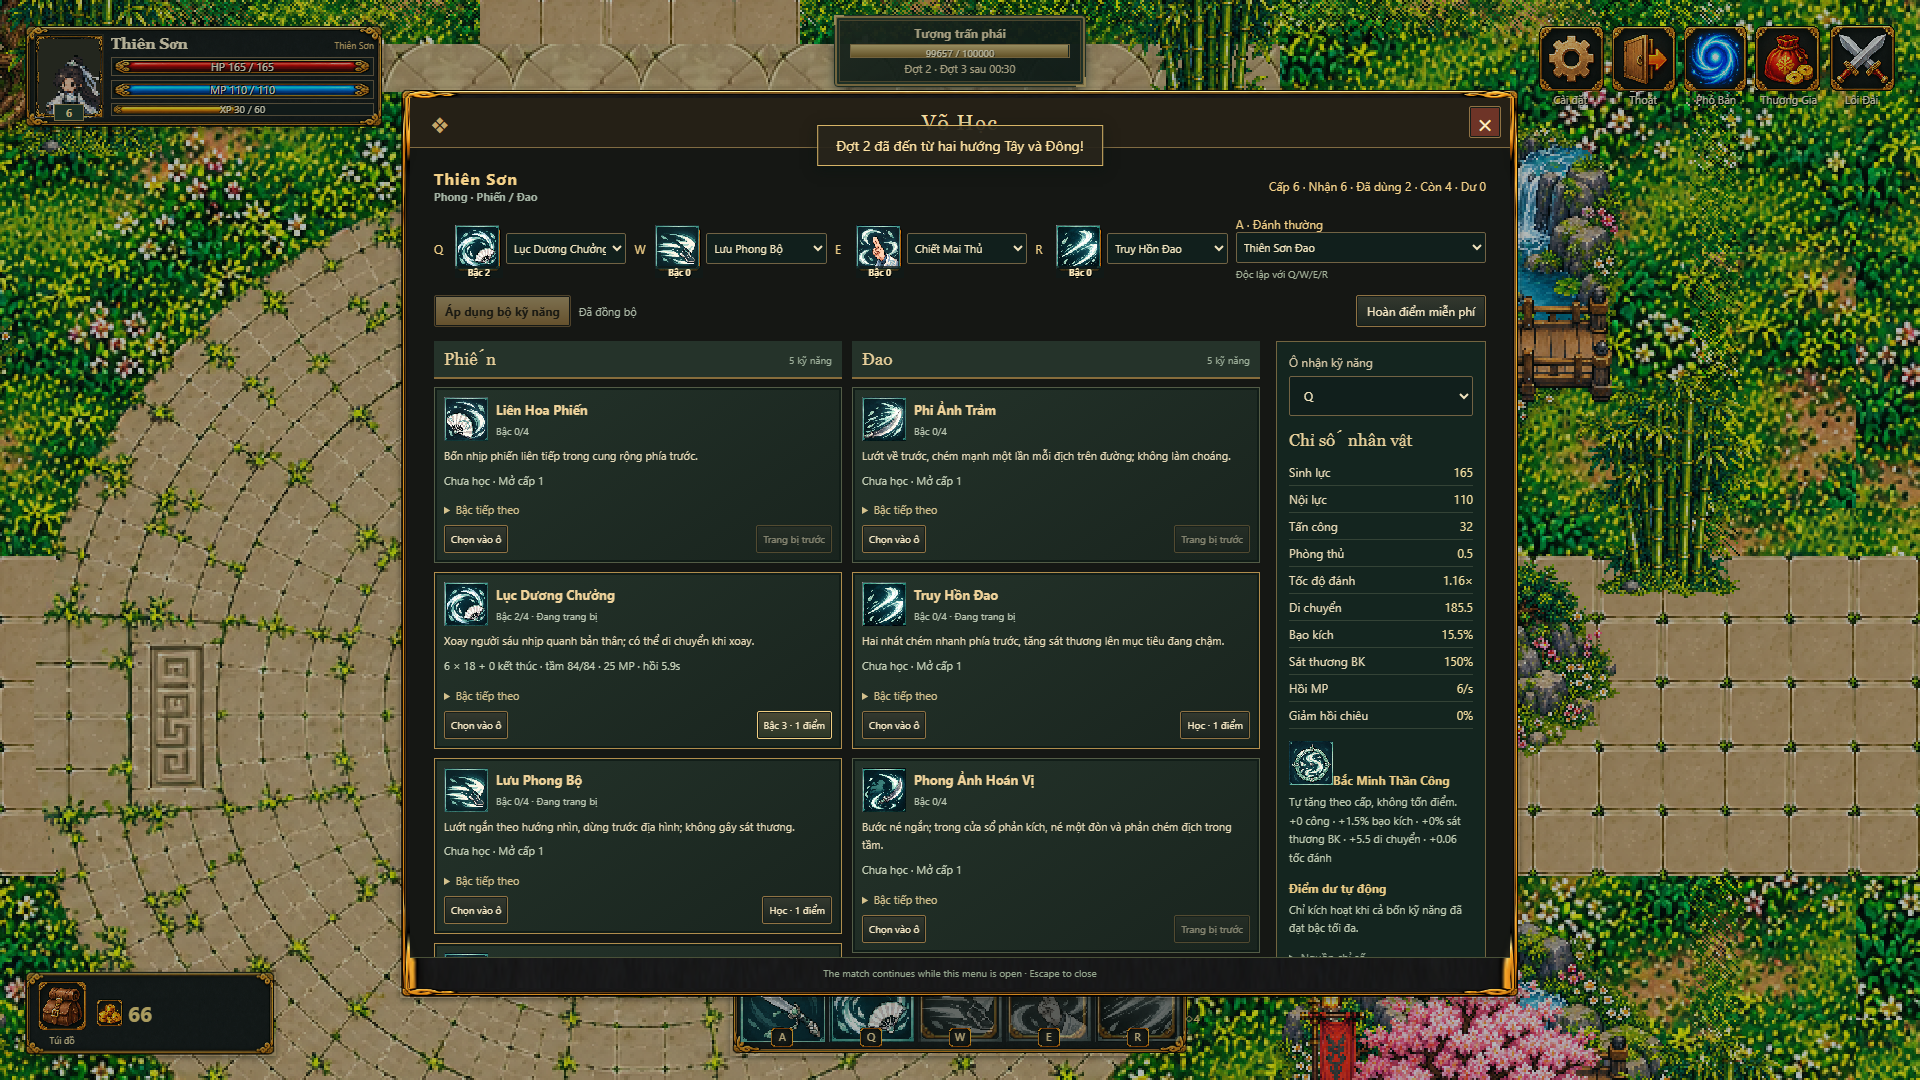 Thiên Sơn
Thiên Sơn
HP 165 / 165
MP 110 / 110
XP 30 / 60
6
Tượng trấn phái
99657 / 100000
Đợt 2 · Đợt 3 sau 00:30
Cài đặt
Thoát
Phó Bản
Thương Gia
Lôi Đài
Võ Học
×
Đợt 2 đã đến từ hai hướng Tây và Đông!
Thiên Sơn
Phong · Phiến / Đao
Cấp 6 · Nhận 6 · Đã dùng 2 · Còn 4 · Dư 0
Q
Bậc 2
Lục Dương Chưởng
W
Bậc 0
Lưu Phong Bộ
E
Bậc 0
Chiết Mai Thủ
R
Bậc 0
Truy Hồn Đao
A · Đánh thường
Thiên Sơn Đao
Độc lập với Q/W/E/R
Áp dụng bộ kỹ năng
Đã đồng bộ
Hoàn điểm miễn phí
Phiến
5 kỹ năng
Liên Hoa Phiến
Bậc 0/4
Bốn nhịp phiến liên tiếp trong cung rộng phía trước.
Chưa học · Mở cấp 1
▶ Bậc tiếp theo
Chọn vào ô
Trang bị trước
Lục Dương Chưởng
Bậc 2/4 · Đang trang bị
Xoay người sáu nhịp quanh bản thân; có thể di chuyển khi xoay.
6 × 18 + 0 kết thúc · tầm 84/84 · 25 MP · hồi 5.9s
▶ Bậc tiếp theo
Chọn vào ô
Bậc 3 · 1 điểm
Lưu Phong Bộ
Bậc 0/4 · Đang trang bị
Lướt ngắn theo hướng nhìn, dừng trước địa hình; không gây sát thương.
Chưa học · Mở cấp 1
▶ Bậc tiếp theo
Chọn vào ô
Học · 1 điểm
Đao
5 kỹ năng
Phi Ảnh Trảm
Bậc 0/4
Lướt về trước, chém mạnh một lần mỗi địch trên đường; không làm choáng.
Chưa học · Mở cấp 1
▶ Bậc tiếp theo
Chọn vào ô
Trang bị trước
Truy Hồn Đao
Bậc 0/4 · Đang trang bị
Hai nhát chém nhanh phía trước, tăng sát thương lên mục tiêu đang chậm.
Chưa học · Mở cấp 1
▶ Bậc tiếp theo
Chọn vào ô
Học · 1 điểm
Phong Ảnh Hoán Vị
Bậc 0/4
Bước né ngắn; trong cửa sổ phản kích, né một đòn và phản chém địch trong
tầm.
Chưa học · Mở cấp 1
▶ Bậc tiếp theo
Chọn vào ô
Trang bị trước
Ô nhận kỹ năng
Q
Chỉ số nhân vật
Sinh lực 165
Nội lực 110
Tấn công 32
Phòng thủ 0.5
Tốc độ đánh 1.16×
Di chuyển 185.5
Bạo kích 15.5%
Sát thương BK 150%
Hồi MP 6/s
Giảm hồi chiêu 0%
Bắc Minh Thần Công
Tự tăng theo cấp, không tốn điểm.
+0 công · +1.5% bạo kích · +0% sát
thương BK · +5.5 di chuyển · +0.06
tốc đánh
Điểm dư tự động
Chỉ kích hoạt khi cả bốn kỹ năng đã
đạt bậc tối đa.
The match continues while this menu is open · Escape to close
66
Túi đồ
A
Q
W
E
R